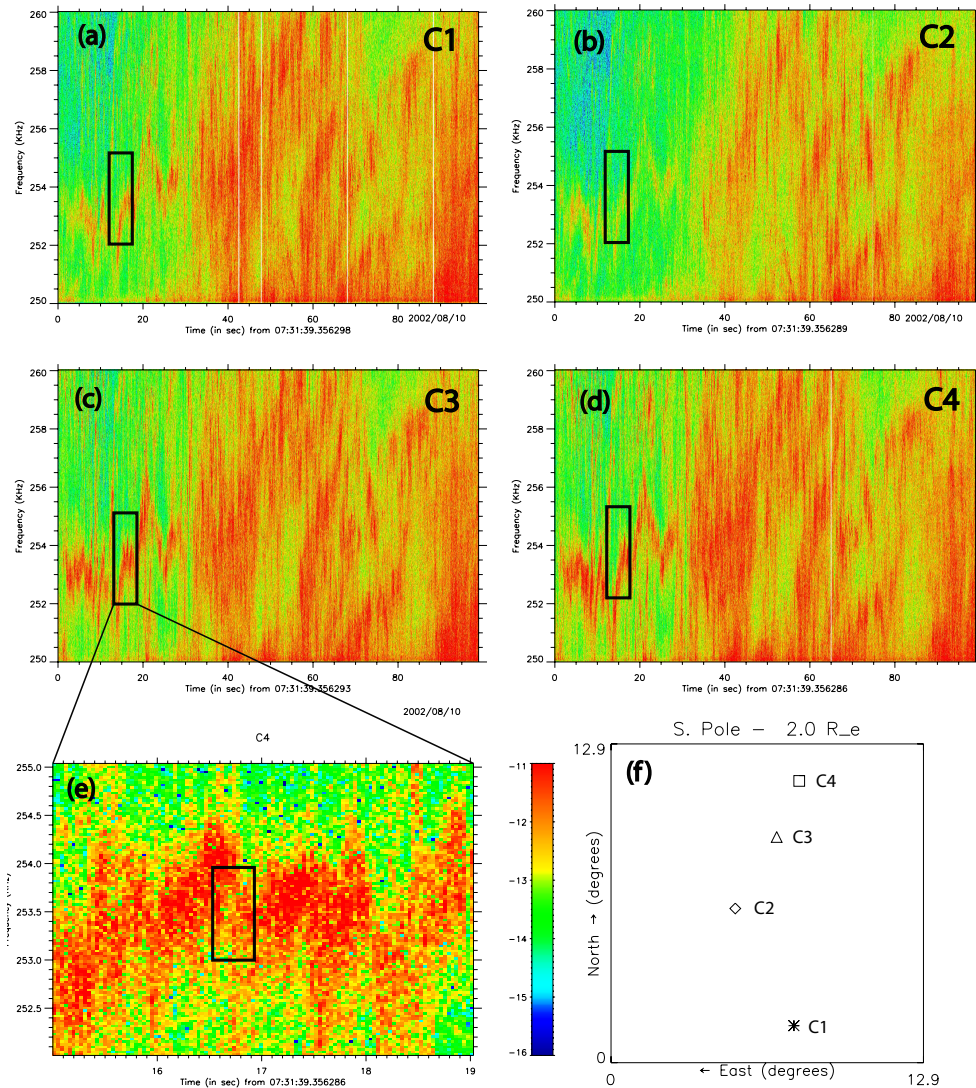 (a) C1
260
258
256
254
252
250
Frequency (KHz)
0 20 40 60 80 2002/08/10
Time (in sec) from 07:31:39.356298
(b) C2
260
258
256
254
252
250
Frequency (KHz)
0 20 40 60 80 2002/08/10
Time (in sec) from 07:31:39.356289
(c) C3
260
258
256
254
252
250
Frequency (KHz)
0 20 40 60 80
Time (in sec) from 07:31:39.356293
2002/08/10
(d) C4
260
258
256
254
252
250
Frequency (KHz)
0 20 40 60 80
Time (in sec) from 07:31:39.356286
C4
(e)
255.0
254.5
254.0
253.5
253.0
252.5
16 17 18 19
Time (in sec) from 07:31:39.356286
-11
-12
-13
-14
-15
-16
S. Pole - 2.0 R_e
12.9
(f)
C4
C3
C2
C1
North → (degrees)
0
← East (degrees)
0 12.9